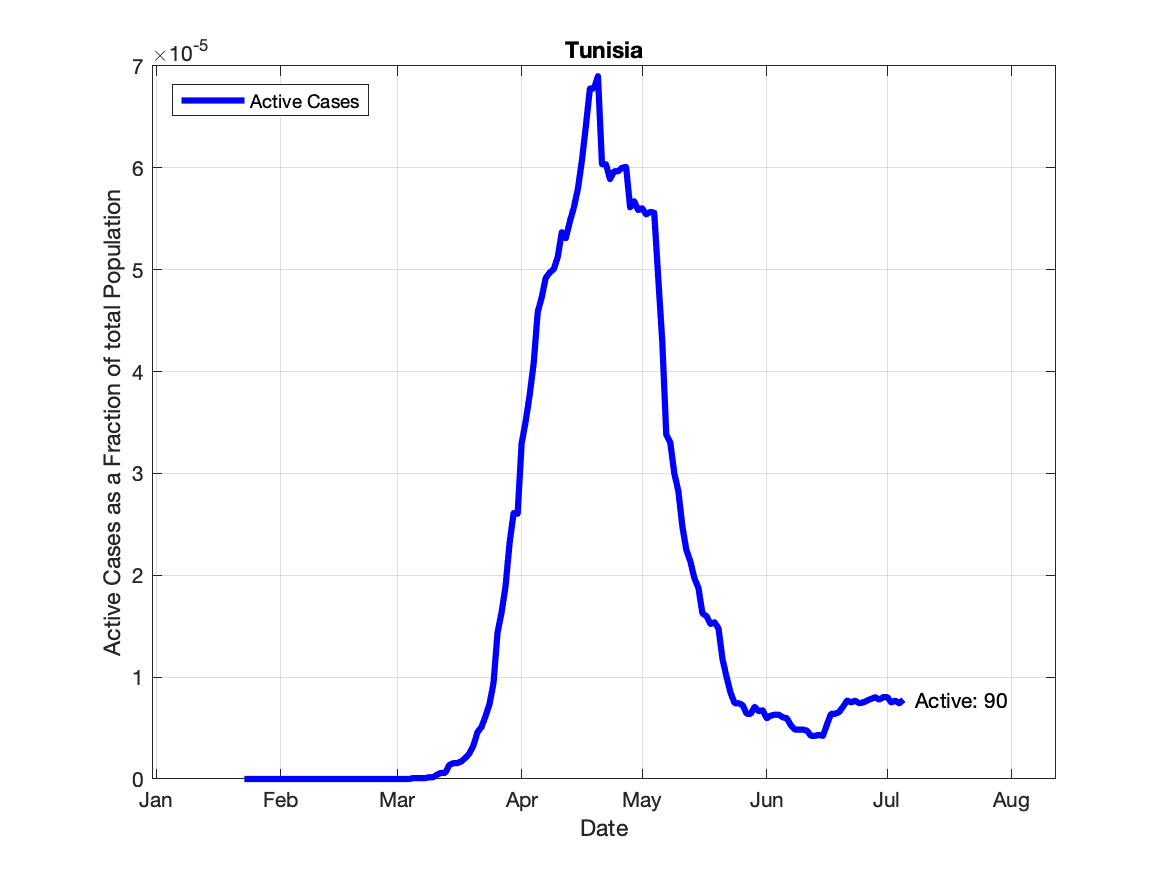 Tunisia
×10-5
Active Cases
7
6
5
4
3
2
1
0
Active Cases as a Fraction of total Population
Active: 90
Jan Feb Mar Apr May Jun Jul Aug
Date